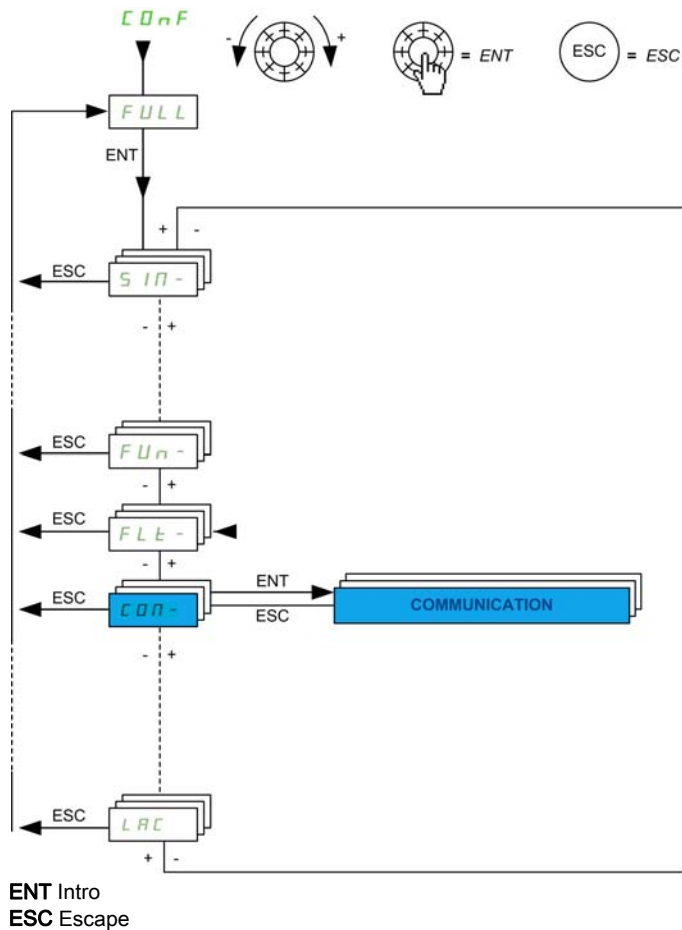 COnF
- + = ENT ESC = ESC
FULL
ENT
+ -
ESC SIM-
- +
ESC FUn-
- +
ESC FLt-
- +
ESC COM- ENT COMMUNICATION
ESC
- +
ESC LAC
+ -
ENT Intro
ESC Escape